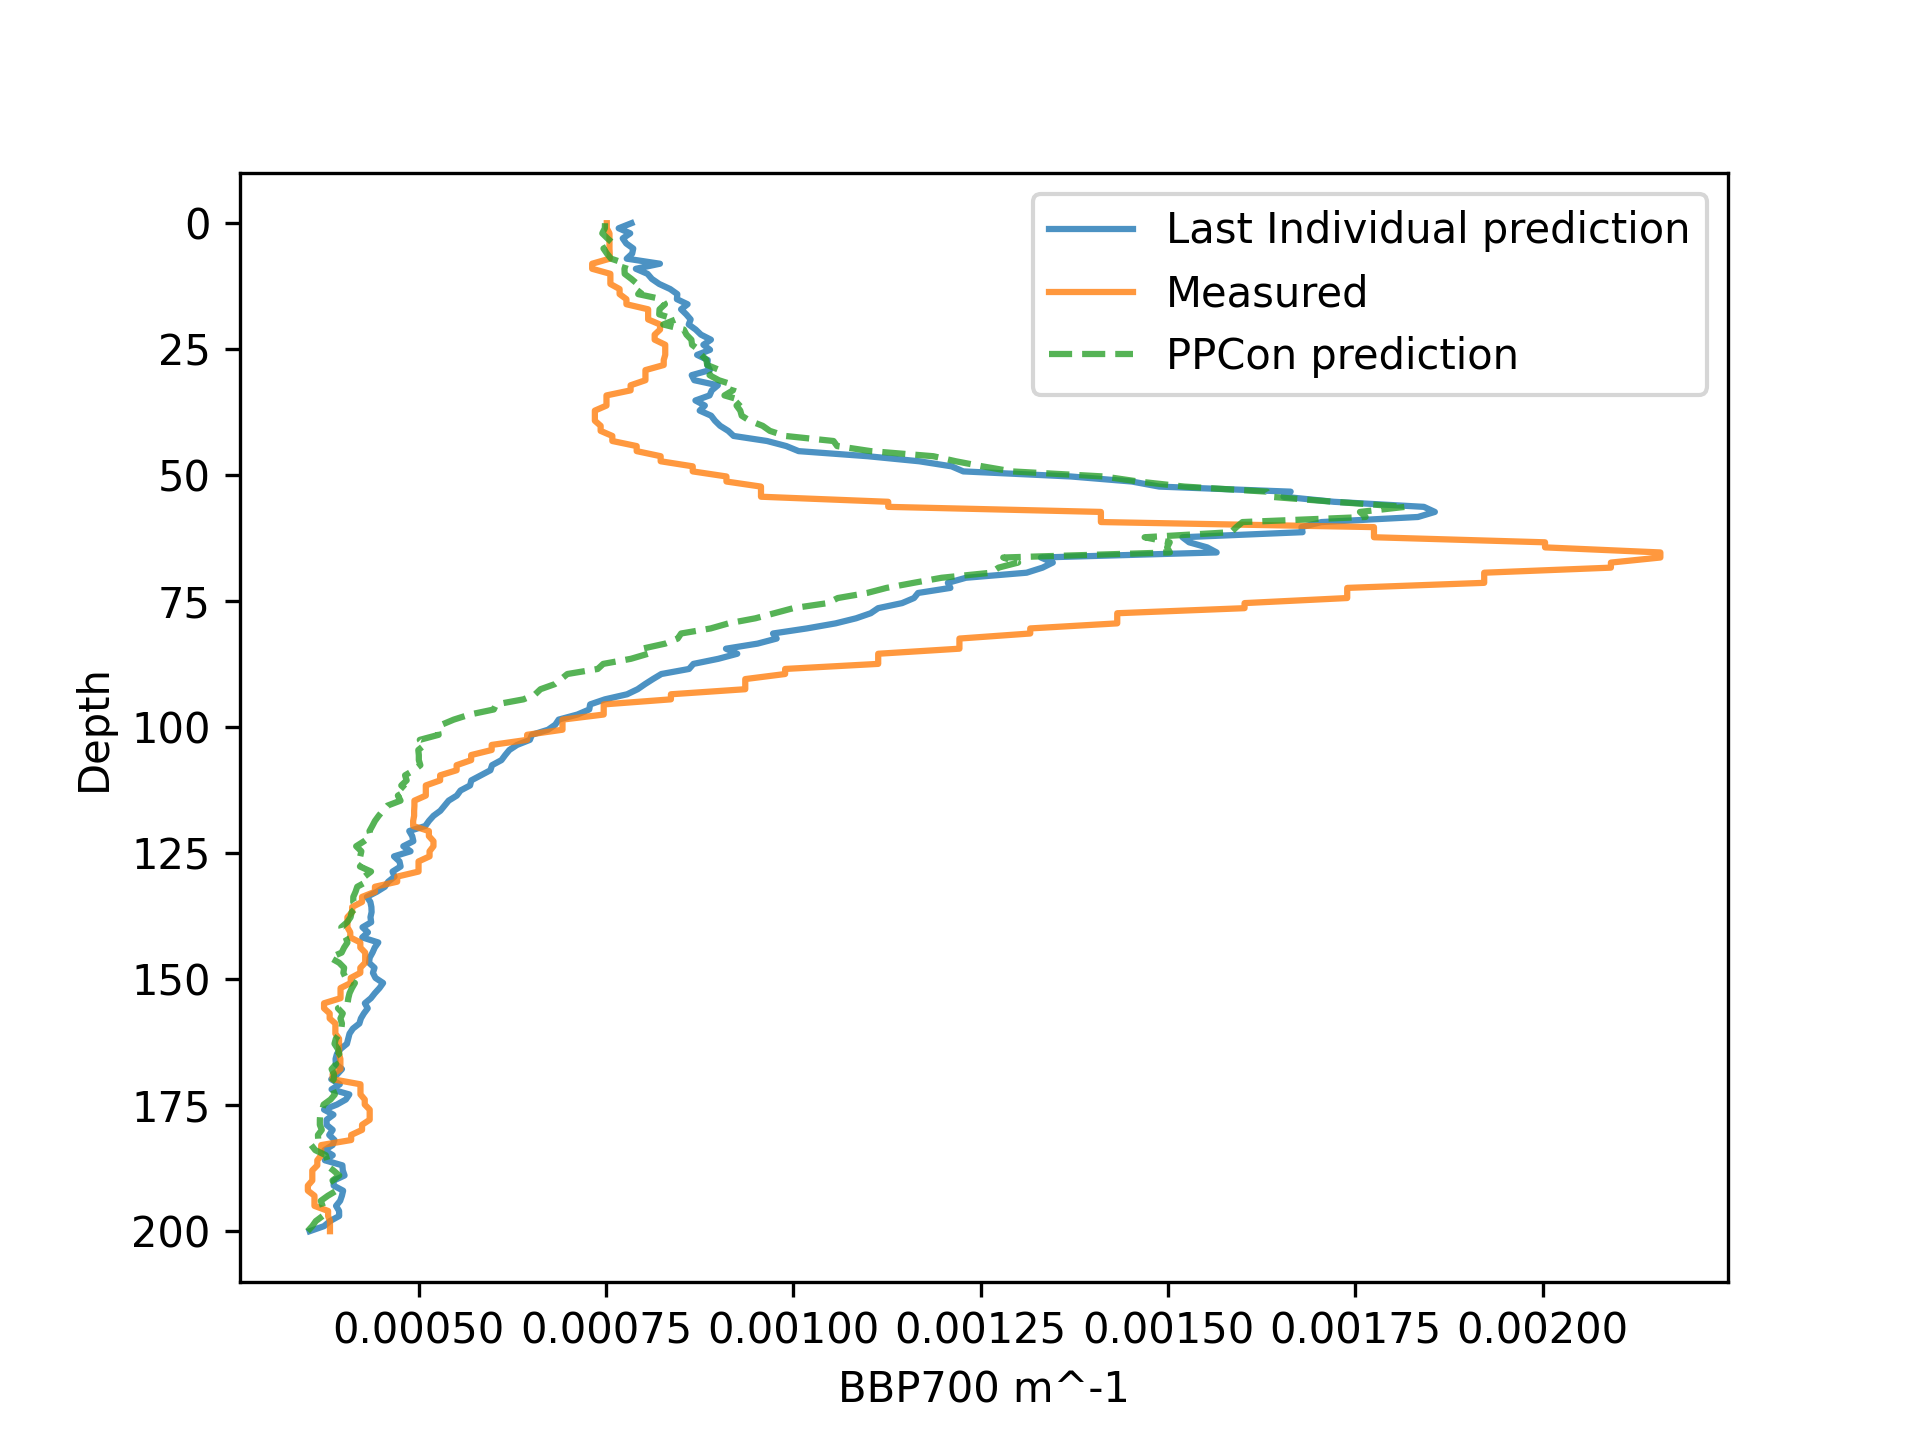 Last Individual prediction
Measured
PPCon prediction
0
25
50
75
100
125
150
175
200
Depth
0.00050 0.00075 0.00100 0.00125 0.00150 0.00175 0.00200
BBP700 m^-1